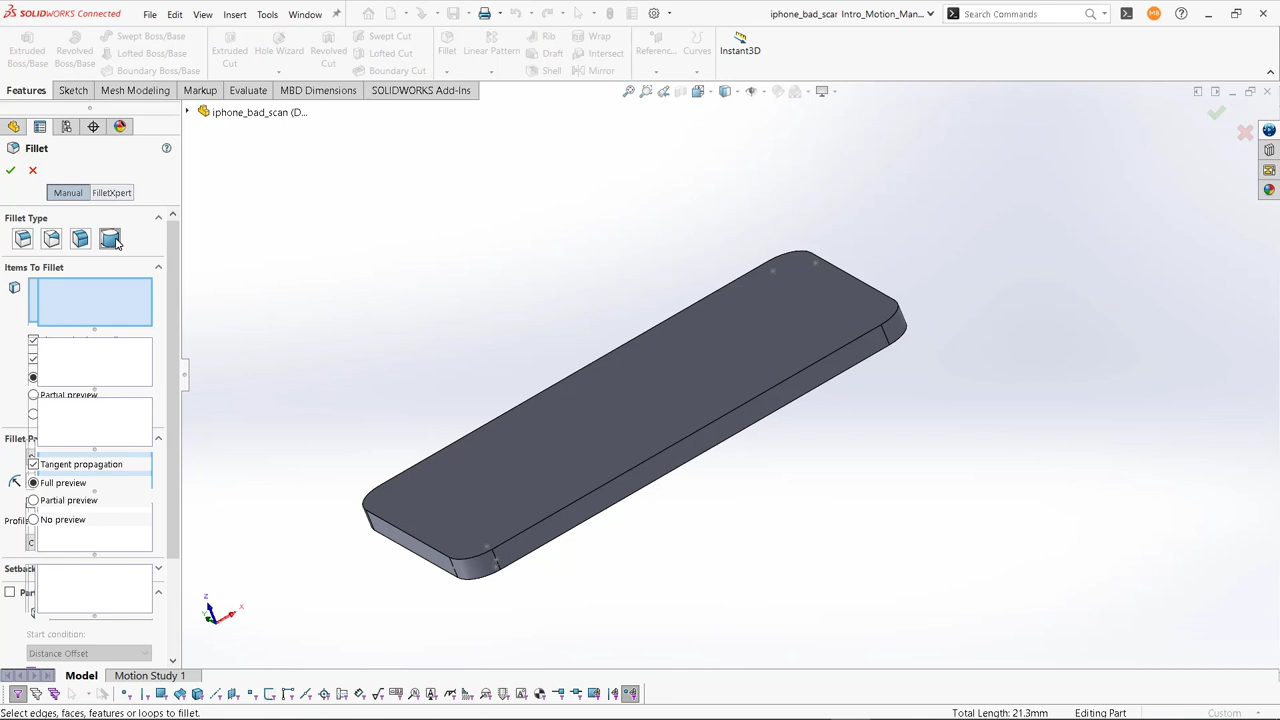 SOLIDWORKS Connected File Edit View Insert Tools Window iphone_bad_scar Intro_Motion_Man... Search Commands MB
Extruded Boss/Base Revolved Boss/Base Swept Boss/Base Lofted Boss/Base Boundary Boss/Base Extruded Cut Hole Wizard Revolved Cut Swept Cut Lofted Cut Boundary Cut Fillet Linear Pattern Rib Draft Shell Wrap Intersect Mirror Referenc... Curves Instant3D
Features Sketch Mesh Modeling Markup Evaluate MBD Dimensions SOLIDWORKS Add-Ins
iphone_bad_scan (D...
Fillet
Manual FilletXpert
Fillet Type
Items To Fillet
Partial preview
Fillet P
Tangent propagation
Full preview
Partial preview
No preview
Profil
C
Setback
Par
Start condition:
Distance Offset
Z
X
Y
Model Motion Study 1
Select edges, faces, features or loops to fillet. Total Length: 21.3mm Editing Part Custom